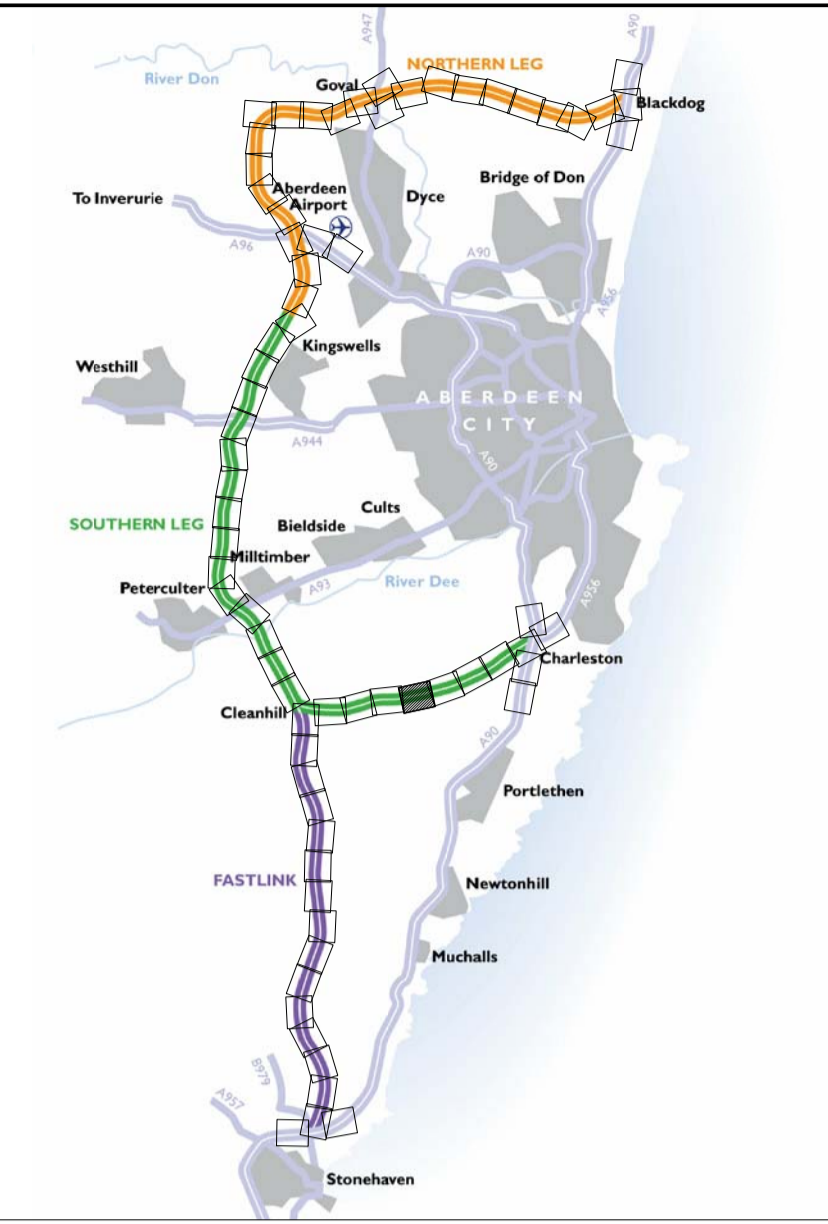 A947
A90
NORTHERN LEG
River Don
Goval
Blackdog
Bridge of Don
Aberdeen
Airport
Dyce
To Inverurie
A96
A90
A956
Kingswells
Westhill
ABERDEEN
CITY
A944
A90
Cults
SOUTHERN LEG
Bieldside
Milltimber
River Dee
Peterculter
A93
A956
Charleston
Cleanhill
A90
Portlethen
FASTLINK
Newtonhill
Muchalls
B979
A957
Stonehaven